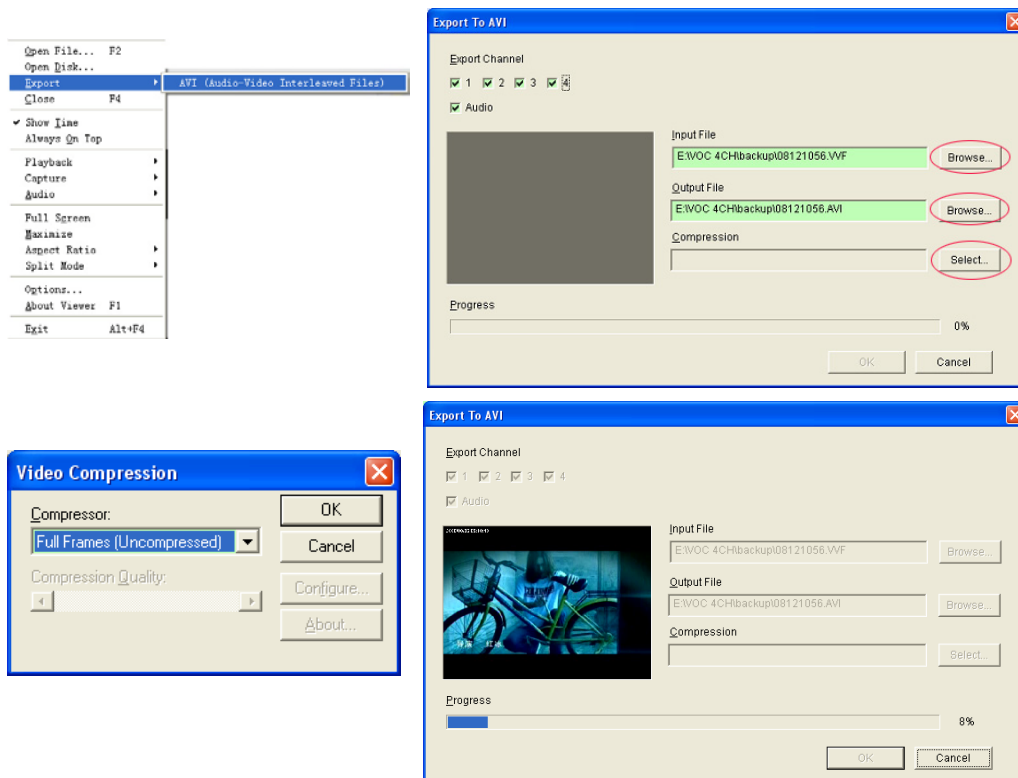 Open File... F2
Open Disk...
Export
AVI (Audio-Video Interleaved Files)
Close F4
Show Time
Always On Top
Playback
Capture
Audio
Full Sgreen
Maximize
Aspect Ratio
Split Mode
Options...
About Viewer F1
Exit Alt+F4
Export To AVI
Export Channel
1 2 3 4
Audio
Input File
E:\VOC 4CH\backup\08121056.VVF Browse...
Output File
E:\VOC 4CH\backup\08121056.AVI Browse...
Compression
Select...
Progress
0%
OK Cancel
Video Compression
Compressor:
Full Frames (Uncompressed)
Compression Quality:
OK
Cancel
Configure...
About...
Export To AVI
Export Channel
1 2 3 4
Audio
Input File
E:\VOC 4CH\backup\08121056.VVF Browse...
Output File
E:\VOC 4CH\backup\08121056.AVI Browse...
Compression
Select...
Progress
8%
OK Cancel